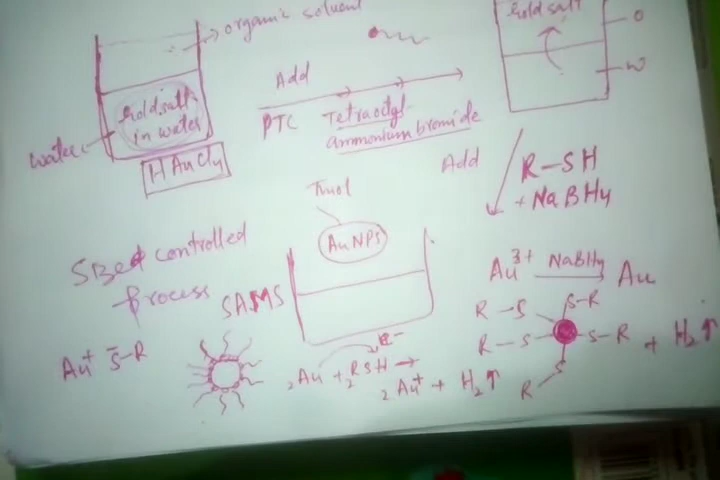 organic solvent
Gold salt
in water
water
HAuCl4
Add
PTC
Tetraoctyl-
ammonium bromide
Gold salt
O
W
Add
R-SH
+ NaBH4
Thiol
AuNPs
Size controlled
Process
SAMS
Au3+ NaBH4 Au
R-S S-R
R-S S-R + H2↑
S
R
Au+ S̄-R
e-
2Au + 2RSH → 2Au+ + H2↑